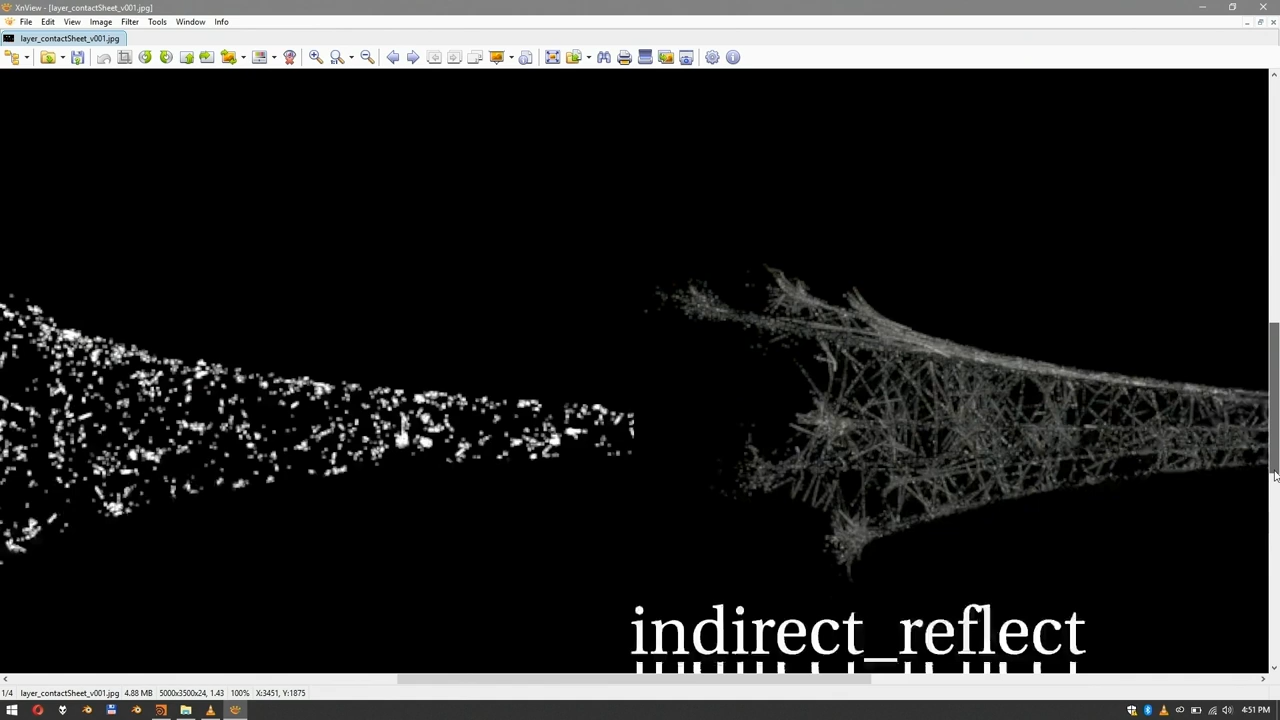 XnView - [layer_contactSheet_v001.jpg]
File Edit View Image Filter Tools Window Info
layer_contactSheet_v001.jpg
indirect_reflect
1/4 layer_contactSheet_v001.jpg 4.88 MB 5000x3500x24, 1.43 100% X:3451, Y:1875
4:51 PM